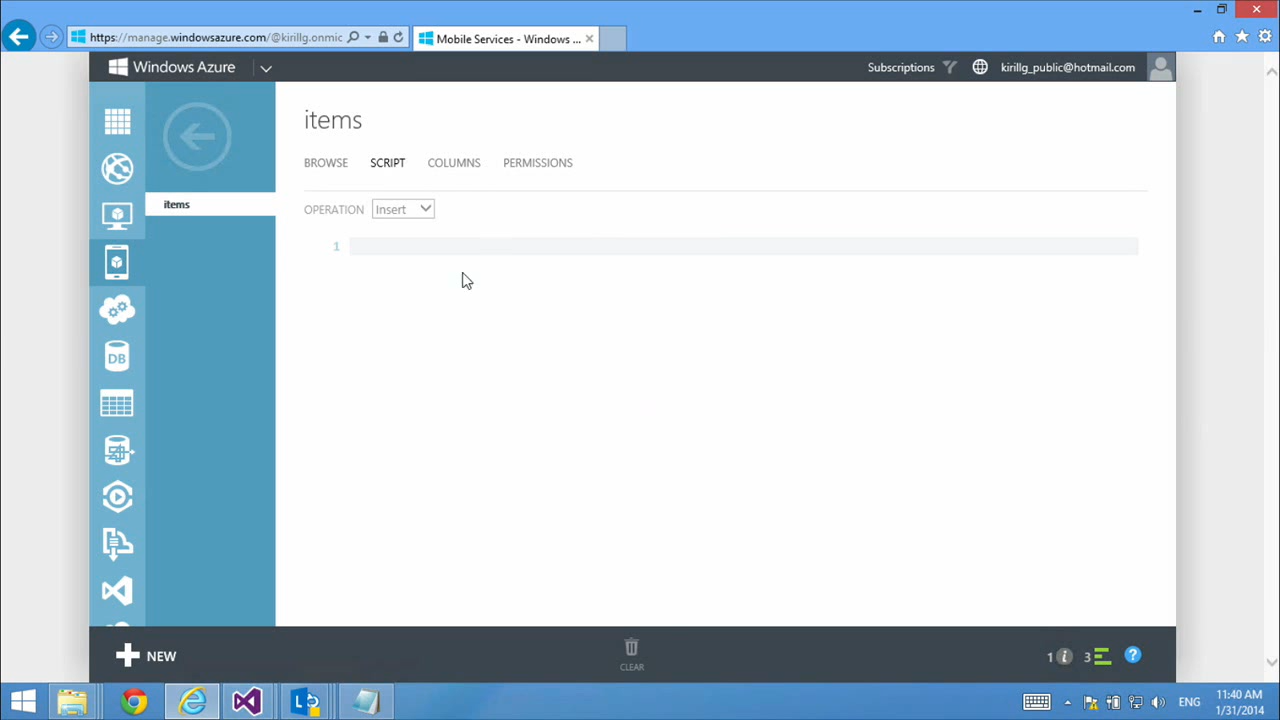 https://manage.windowsazure.com/@kirillg.onmic
Mobile Services - Windows ...
Windows Azure
Subscriptions
kirillg_public@hotmail.com
items
items
BROWSE SCRIPT COLUMNS PERMISSIONS
OPERATION Insert
1
DB
NEW
CLEAR
1 i 3 ?
ENG
11:40 AM
1/31/2014